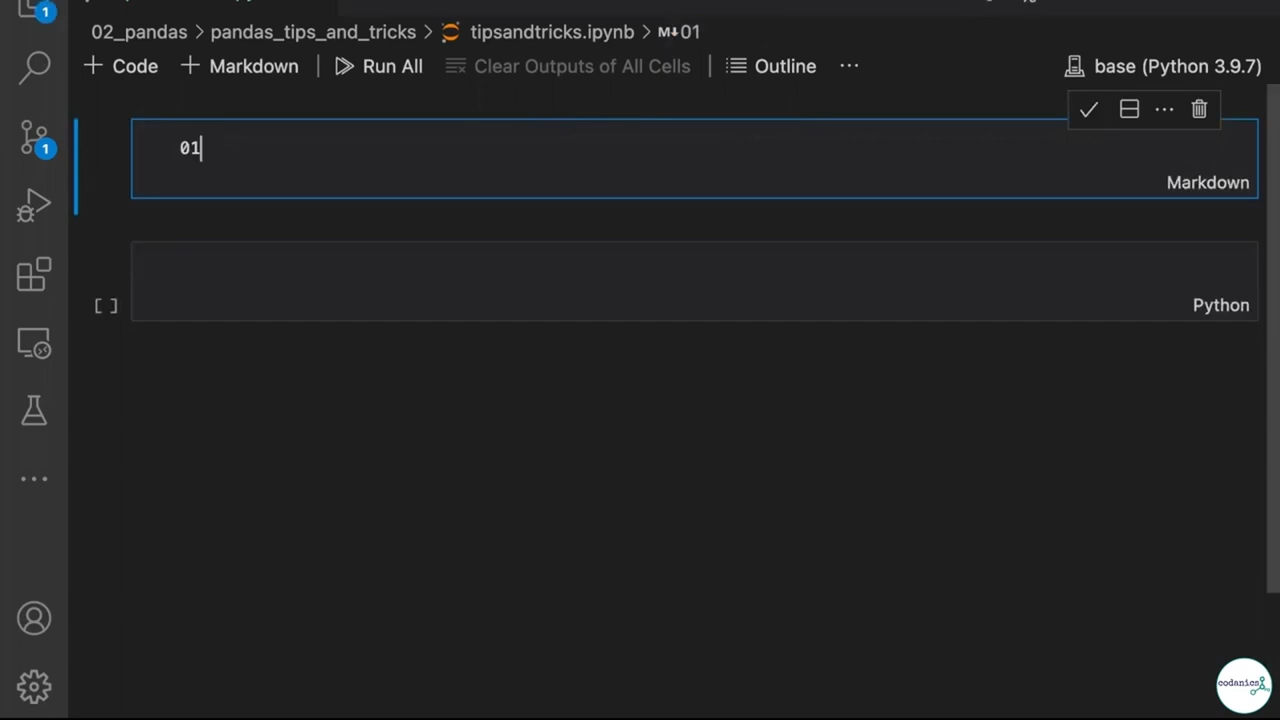 1
02_pandas > pandas_tips_and_tricks > tipsandtricks.ipynb > M↓01
+ Code + Markdown | Run All Clear Outputs of All Cells | Outline ··· base (Python 3.9.7)
01
Markdown
1
[ ]
Python
codanics